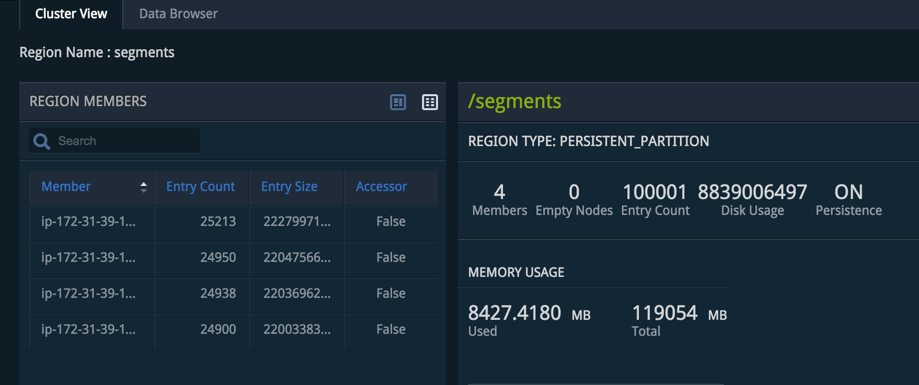 Cluster View Data Browser
Region Name : segments
REGION MEMBERS
Search
Member Entry Count Entry Size Accessor
ip-172-31-39-1... 25213 22279971... False
ip-172-31-39-1... 24950 22047566... False
ip-172-31-39-1... 24938 22036962... False
ip-172-31-39-1... 24900 22003383... False
/segments
REGION TYPE: PERSISTENT_PARTITION
4 0 100001 8839006497 ON
Members Empty Nodes Entry Count Disk Usage Persistence
MEMORY USAGE
8427.4180 MB 119054 MB
Used Total